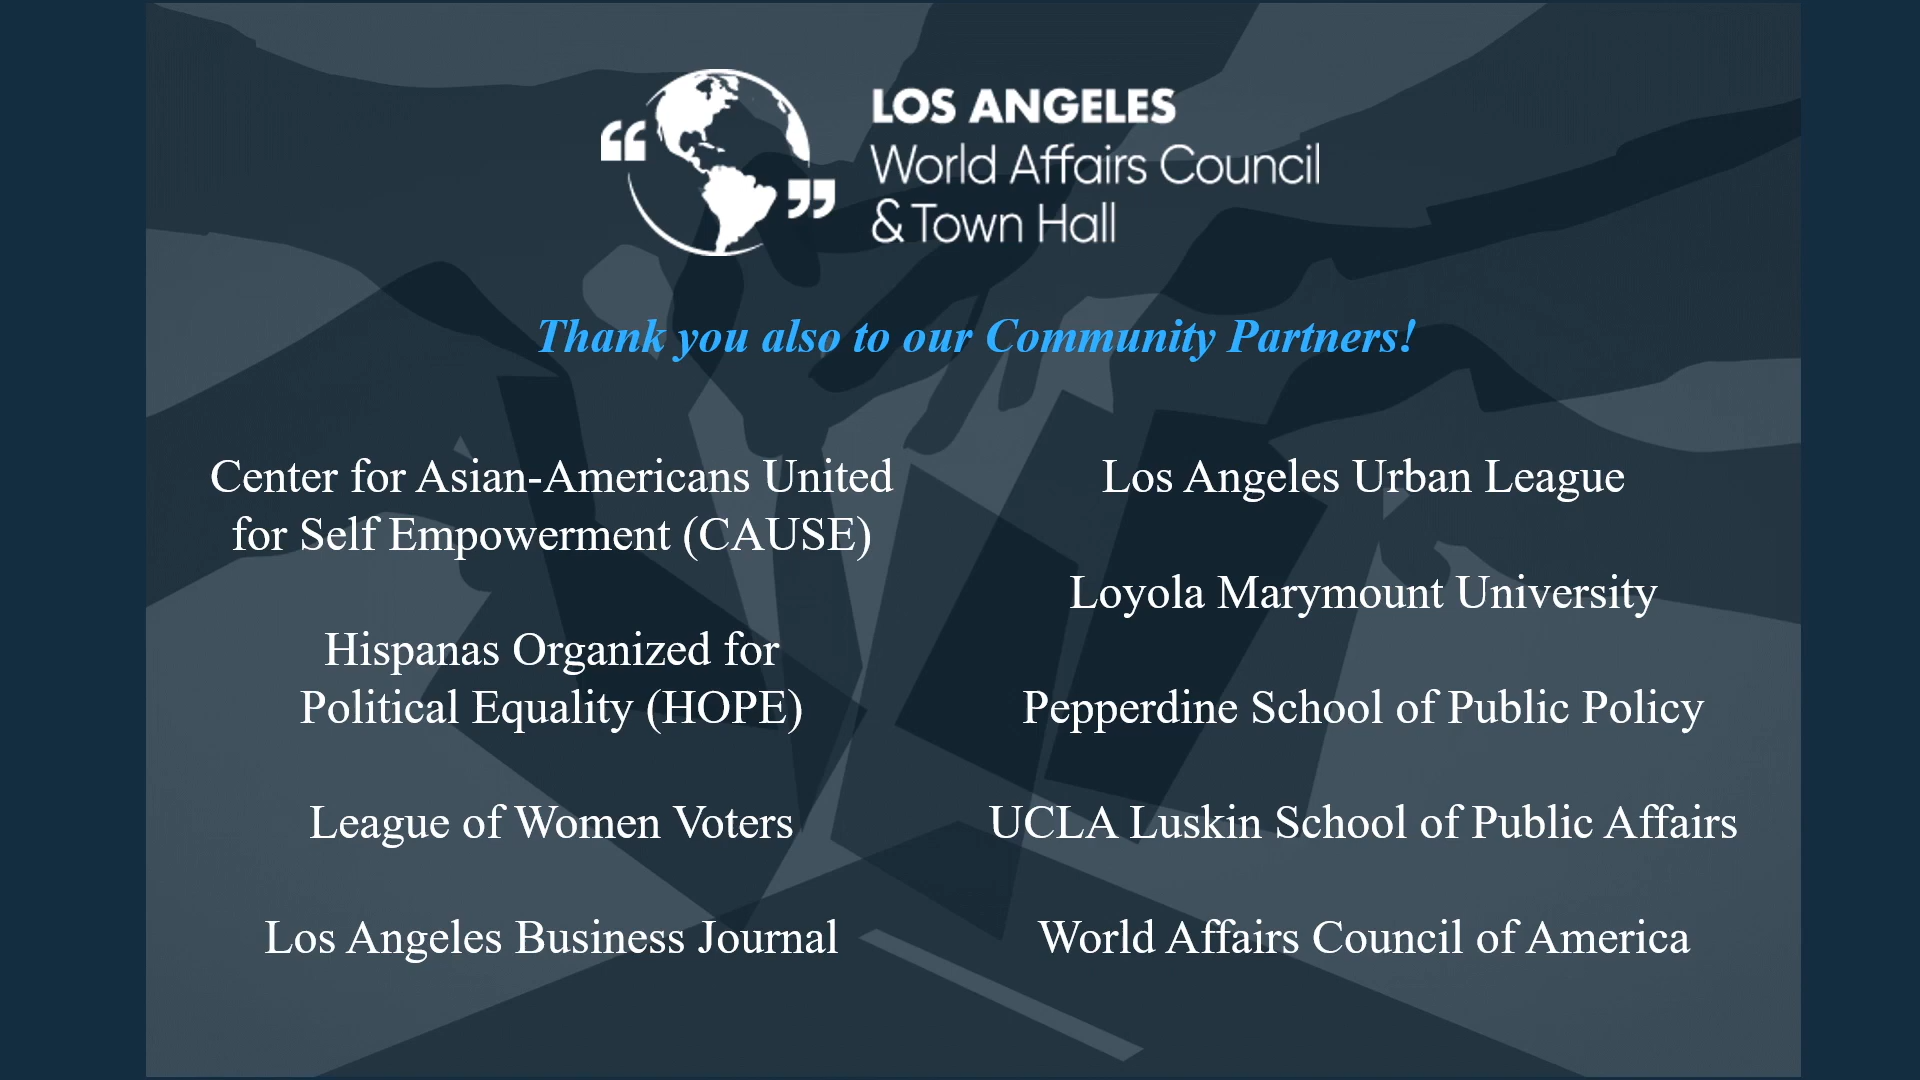 LOS ANGELES
World Affairs Council
& Town Hall
Thank you also to our Community Partners!
Center for Asian-Americans United
for Self Empowerment (CAUSE)
Hispanas Organized for
Political Equality (HOPE)
League of Women Voters
Los Angeles Business Journal
Los Angeles Urban League
Loyola Marymount University
Pepperdine School of Public Policy
UCLA Luskin School of Public Affairs
World Affairs Council of America